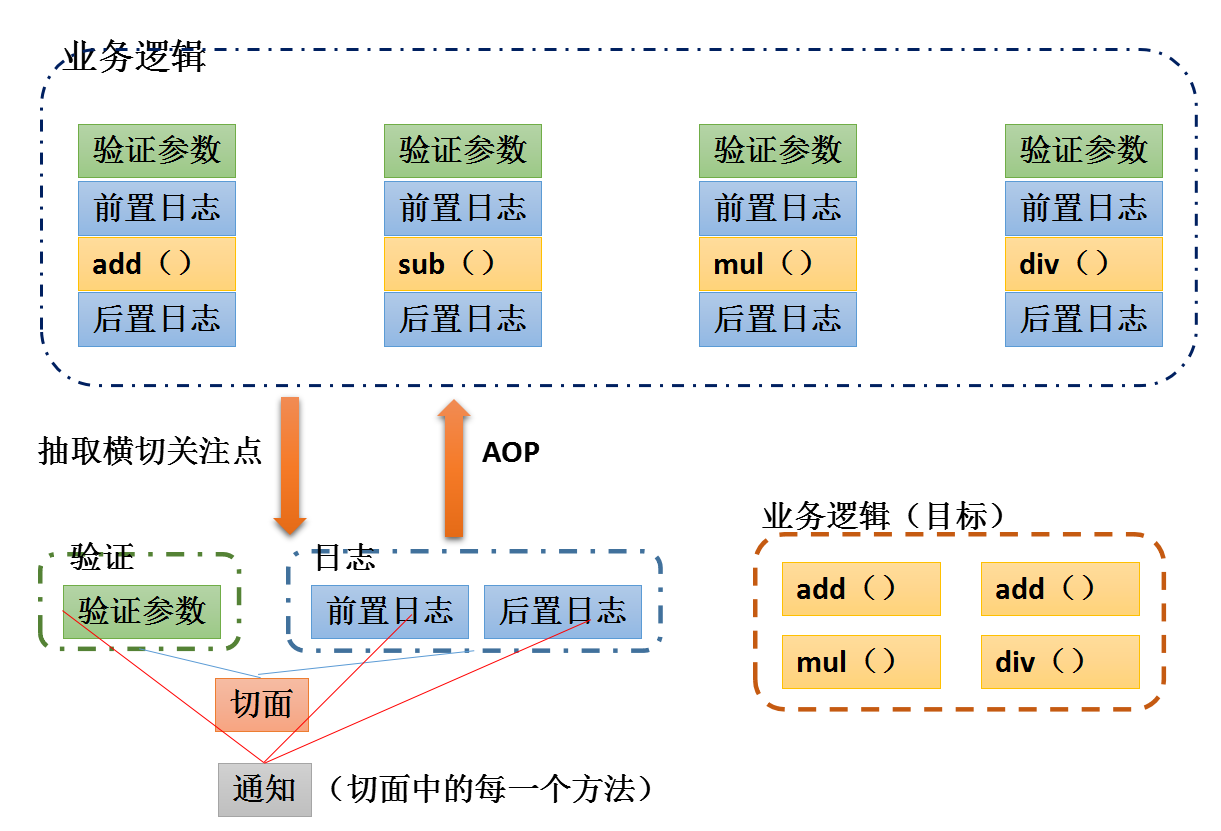 业务逻辑
验证参数 验证参数 验证参数 验证参数
前置日志 前置日志 前置日志 前置日志
add（） sub（） mul（） div（）
后置日志 后置日志 后置日志 后置日志
抽取横切关注点
AOP
验证
验证参数
日志
前置日志 后置日志
切面
通知 （切面中的每一个方法）
业务逻辑（目标）
add（） add（）
mul（） div（）